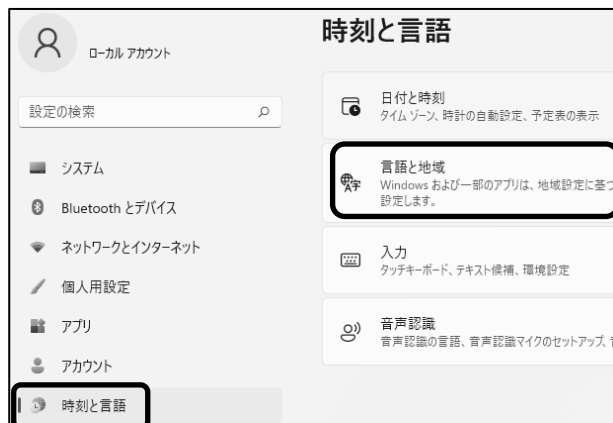 ローカル アカウント
設定の検索
システム
Bluetooth とデバイス
ネットワークとインターネット
個人用設定
アプリ
アカウント
時刻と言語
時刻と言語
日付と時刻
タイム ゾーン、時計の自動設定、予定表の表示
言語と地域
Windows および一部のアプリは、地域設定に基づ
設定します。
入力
タッチキーボード、テキスト候補、環境設定
音声認識
音声認識の言語、音声認識マイクのセットアップ、